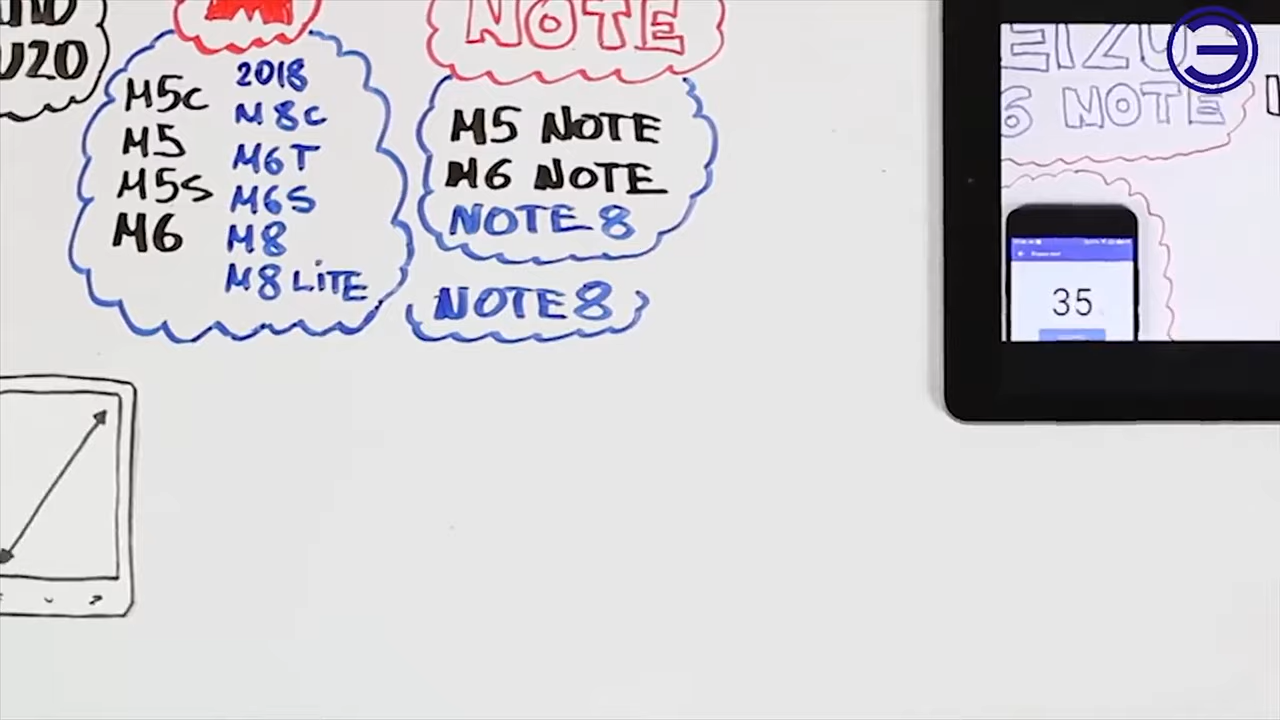 U20
M
M5C
M5
M5S
M6
2018
M8C
M6T
M6S
M8
M8 LiTE
NOTE
M5 NOTE
M6 NOTE
NOTE 8
NOTE 8
EIZU
6 NOTE
35
Э